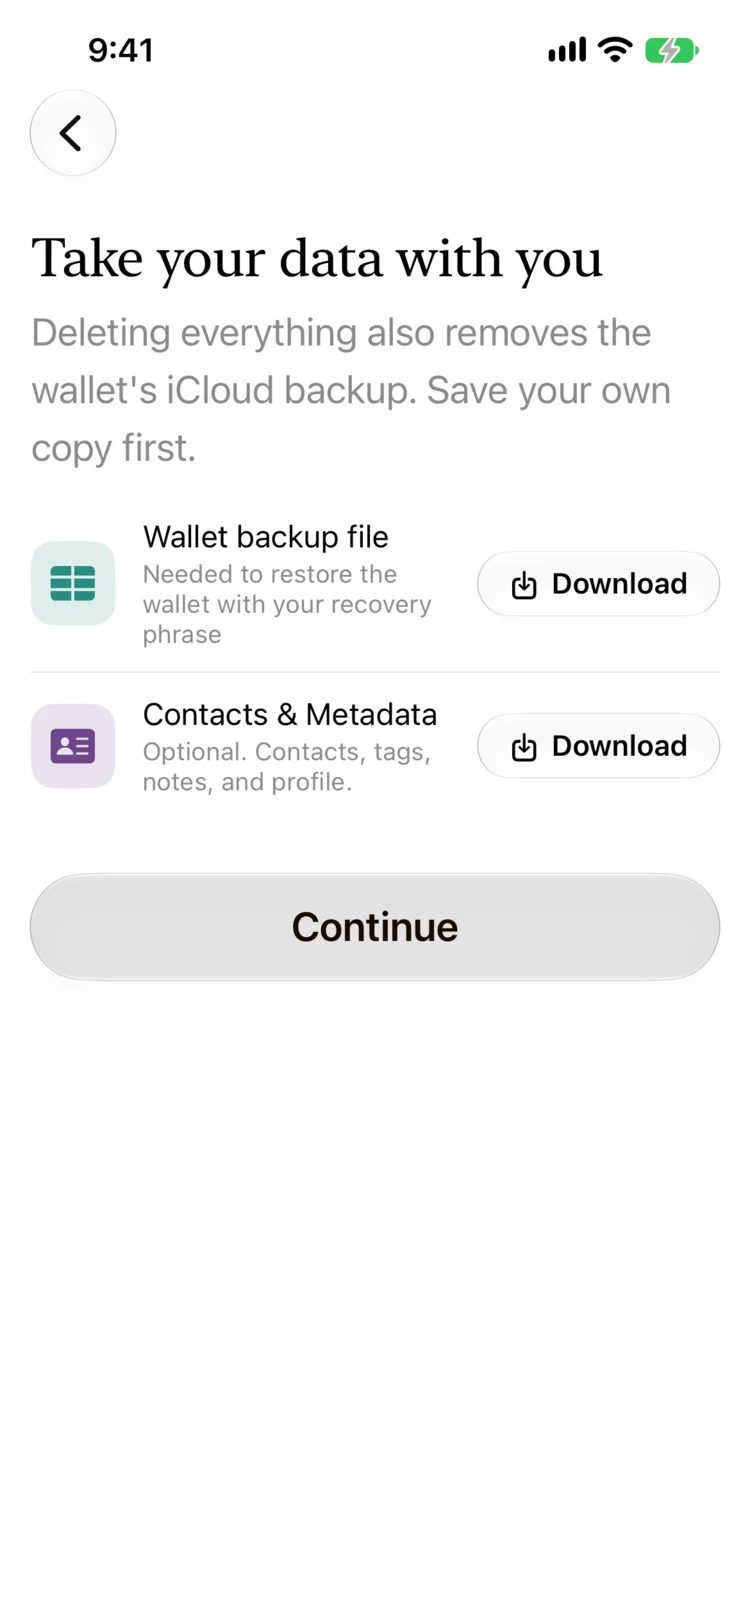 9:41
Take your data with you
Deleting everything also removes the
wallet's iCloud backup. Save your own
copy first.
Wallet backup file
Needed to restore the
wallet with your recovery
phrase
Download
Contacts & Metadata
Optional. Contacts, tags,
notes, and profile.
Download
Continue